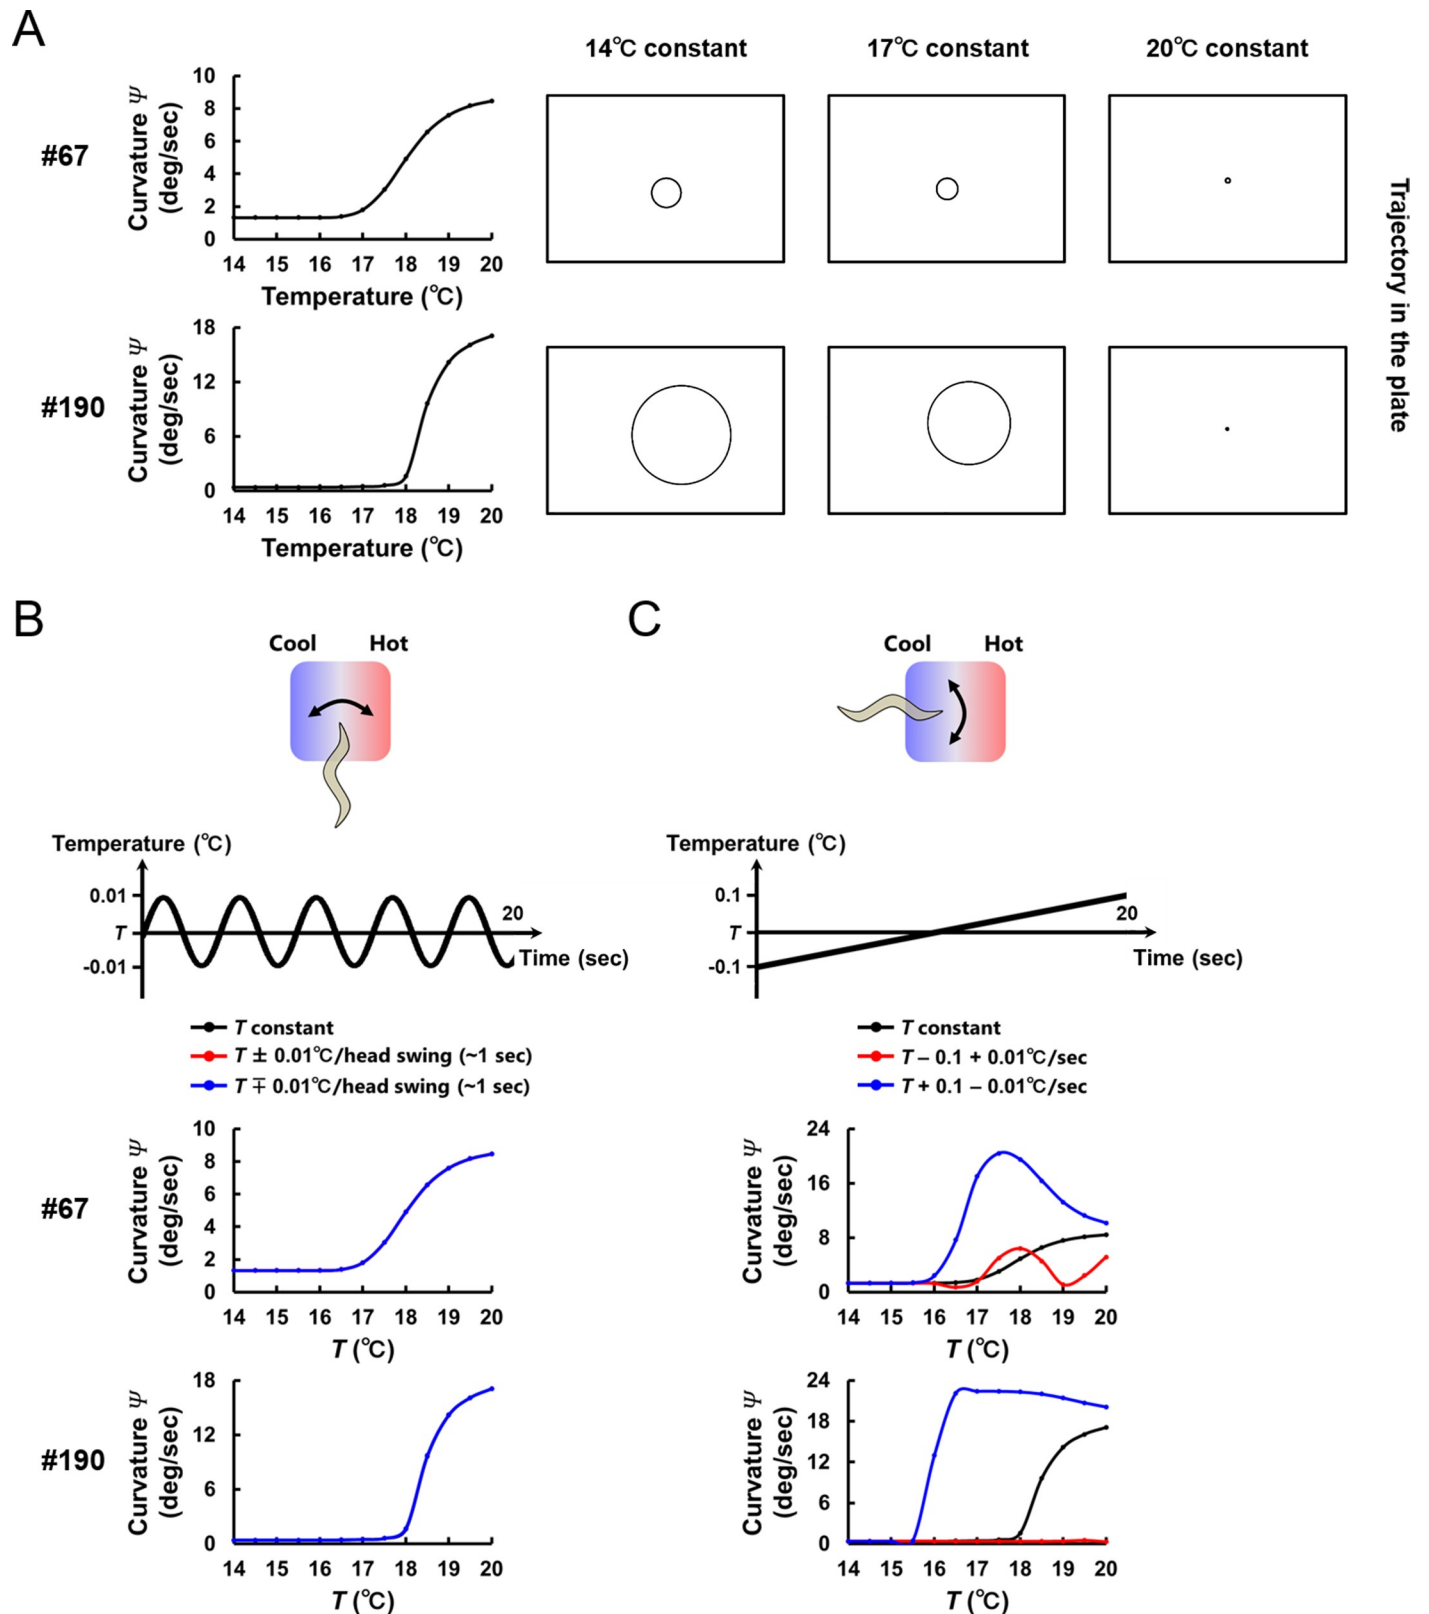 A
14℃ constant
17℃ constant
20℃ constant
#67
Curvature Ψ
(deg/sec)
10
8
6
4
2
0
14 15 16 17 18 19 20
Temperature (℃)
#190
Curvature Ψ
(deg/sec)
18
12
6
0
14 15 16 17 18 19 20
Temperature (℃)
Trajectory in the plate
B
Cool Hot
Temperature (℃)
0.01
T
-0.01
20
Time (sec)
T constant
T ± 0.01℃/head swing (~1 sec)
T ∓ 0.01℃/head swing (~1 sec)
#67
Curvature Ψ
(deg/sec)
10
8
6
4
2
0
14 15 16 17 18 19 20
T (℃)
#190
Curvature Ψ
(deg/sec)
18
12
6
0
14 15 16 17 18 19 20
T (℃)
C
Cool Hot
Temperature (℃)
0.1
T
-0.1
20
Time (sec)
T constant
T – 0.1 + 0.01℃/sec
T + 0.1 – 0.01℃/sec
Curvature Ψ
(deg/sec)
24
16
8
0
14 15 16 17 18 19 20
T (℃)
Curvature Ψ
(deg/sec)
24
18
12
6
0
14 15 16 17 18 19 20
T (℃)